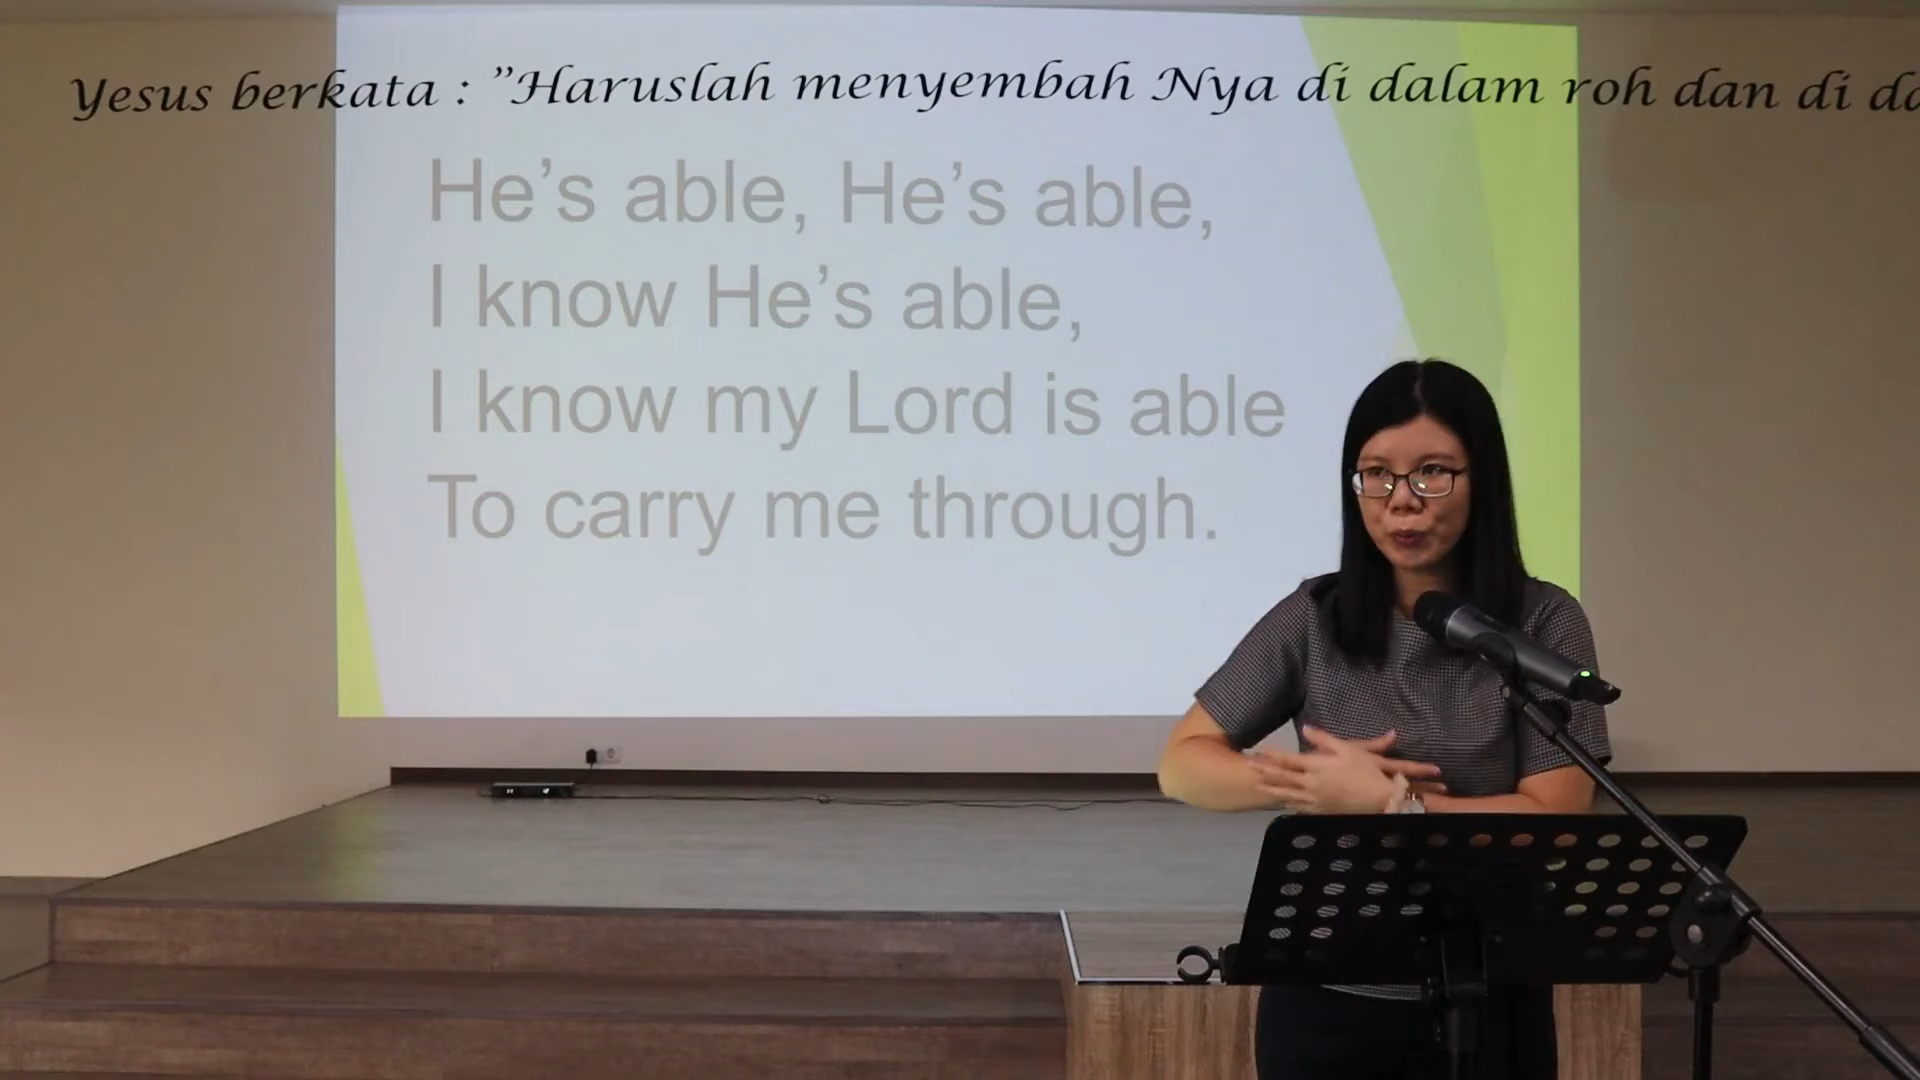 Yesus berkata : "Haruslah menyembah Nya di dalam roh dan di
He's able, He's able,
I know He's able,
I know my Lord is able
To carry me through.